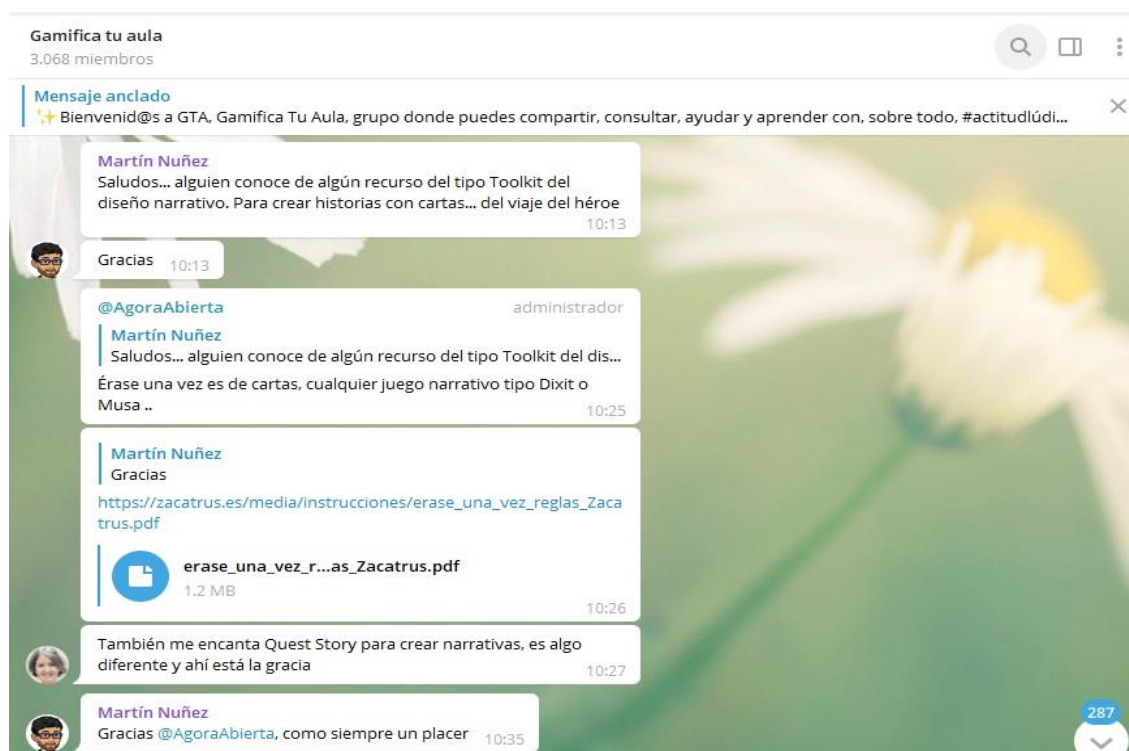 Gamifica tu aula
3.068 miembros
Mensaje anclado
✨ Bienvenid@s a GTA, Gamifica Tu Aula, grupo donde puedes compartir, consultar, ayudar y aprender con, sobre todo, #actitudlúdi...
Martín Nuñez
Saludos... alguien conoce de algún recurso del tipo Toolkit del
diseño narrativo. Para crear historias con cartas... del viaje del héroe
10:13
Gracias 10:13
@AgoraAbierta administrador
Martín Nuñez
Saludos... alguien conoce de algún recurso del tipo Toolkit del dis...
Érase una vez es de cartas, cualquier juego narrativo tipo Dixit o
Musa ..
10:25
Martín Nuñez
Gracias
https://zacatrus.es/media/instrucciones/erase_una_vez_reglas_Zaca
trus.pdf
erase_una_vez_r...as_Zacatrus.pdf
1.2 MB
10:26
También me encanta Quest Story para crear narrativas, es algo
diferente y ahí está la gracia
10:27
Martín Nuñez
Gracias @AgoraAbierta, como siempre un placer 10:35
287